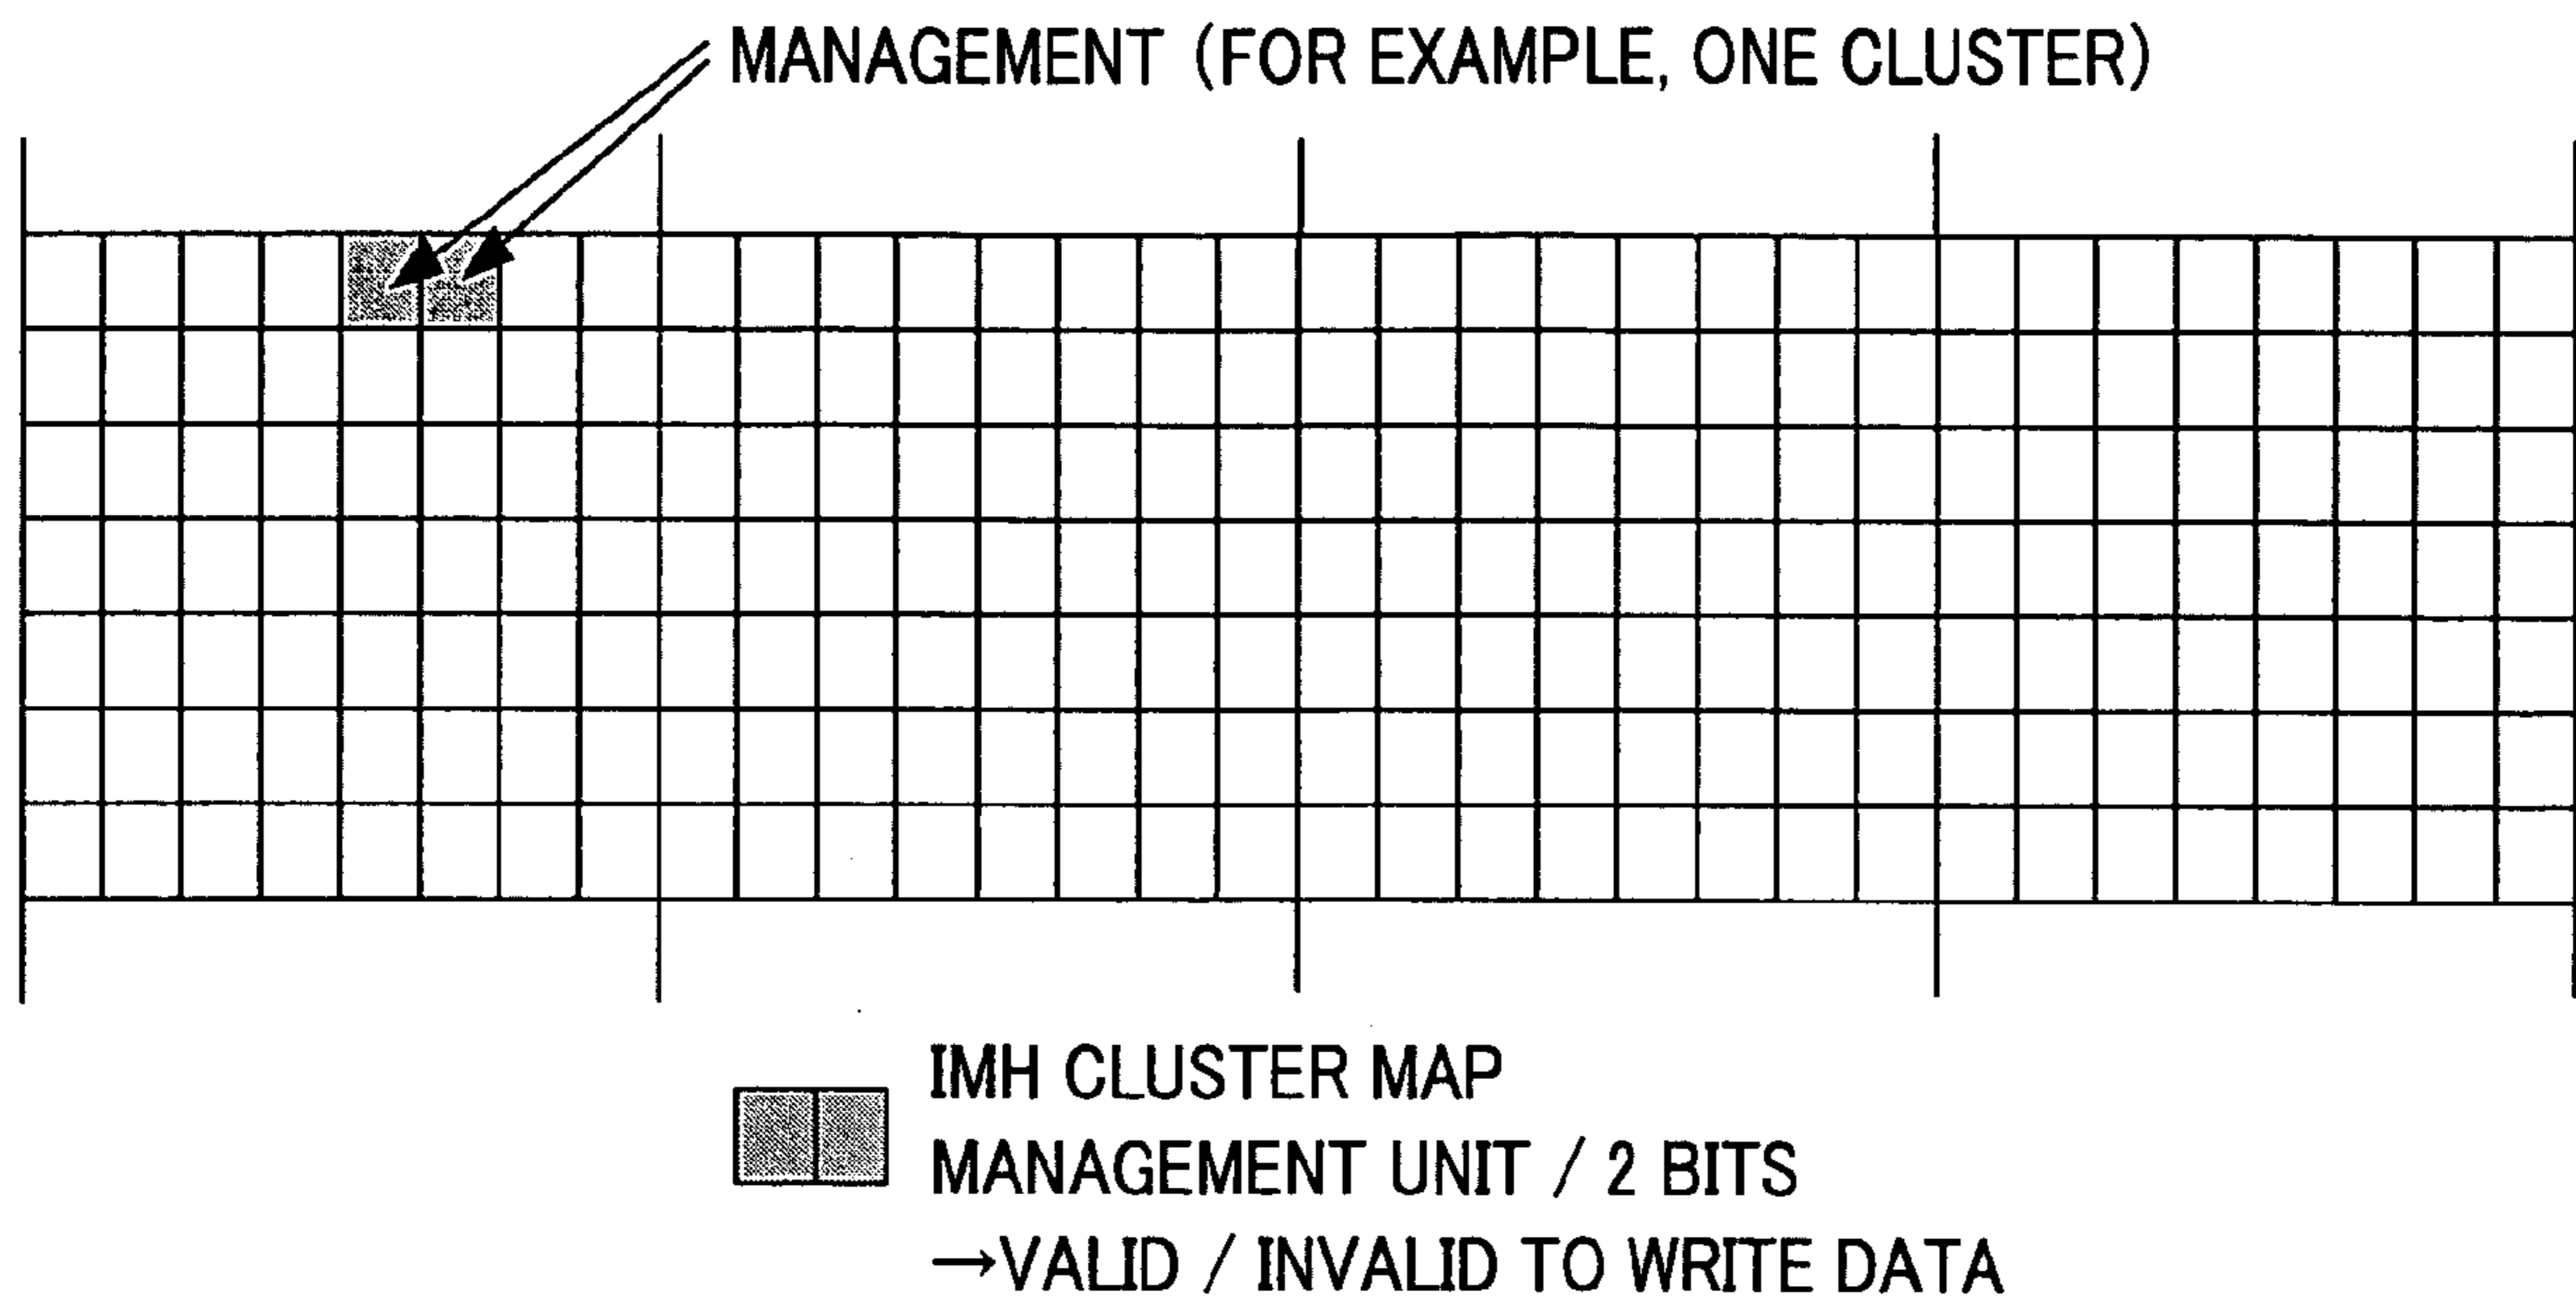 MANAGEMENT (FOR EXAMPLE, ONE CLUSTER)
IMH CLUSTER MAP
MANAGEMENT UNIT / 2 BITS
→VALID / INVALID TO WRITE DATA